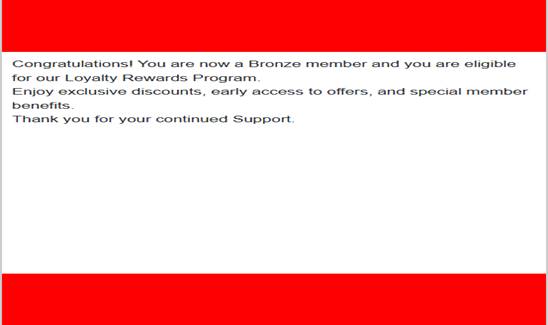 Congratulations! You are now a Bronze member and you are eligible
for our Loyalty Rewards Program.
Enjoy exclusive discounts, early access to offers, and special member
benefits.
Thank you for your continued Support.